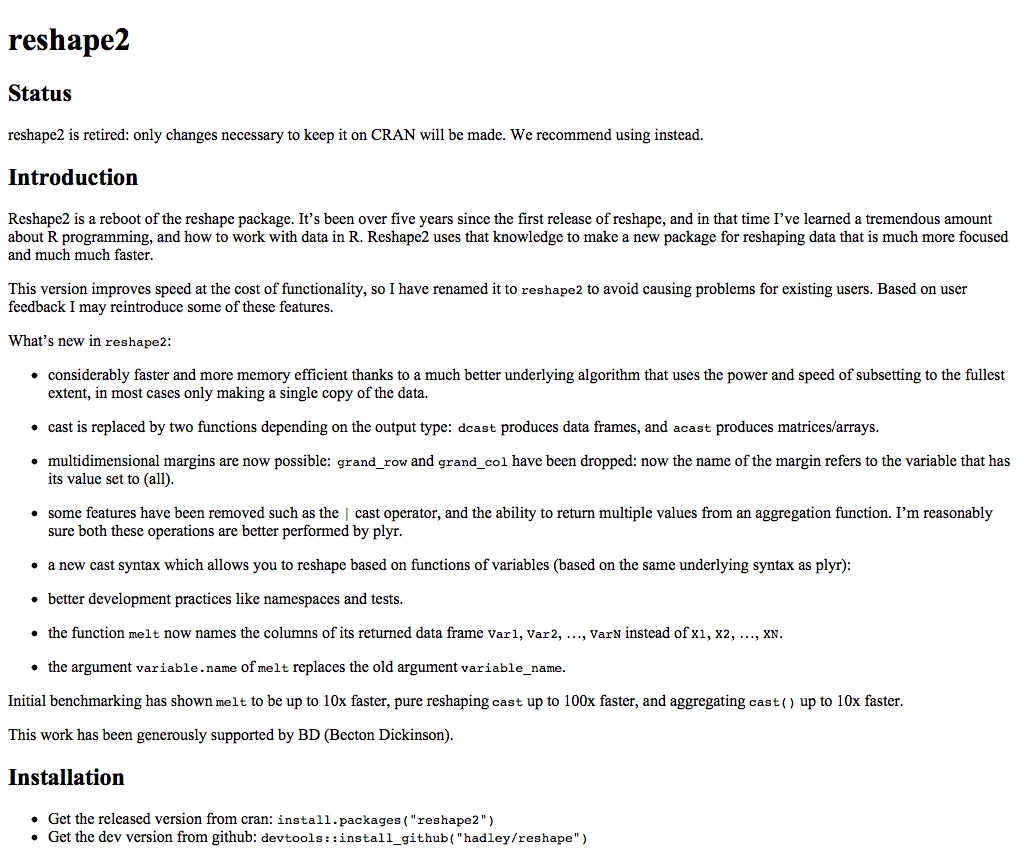 reshape2
Status
reshape2 is retired: only changes necessary to keep it on CRAN will be made. We recommend using instead.
Introduction
Reshape2 is a reboot of the reshape package. It’s been over five years since the first release of reshape, and in that time I’ve learned a tremendous amount
about R programming, and how to work with data in R. Reshape2 uses that knowledge to make a new package for reshaping data that is much more focused
and much much faster.
This version improves speed at the cost of functionality, so I have renamed it to reshape2 to avoid causing problems for existing users. Based on user
feedback I may reintroduce some of these features.
What’s new in reshape2:
• considerably faster and more memory efficient thanks to a much better underlying algorithm that uses the power and speed of subsetting to the fullest
extent, in most cases only making a single copy of the data.
• cast is replaced by two functions depending on the output type: dcast produces data frames, and acast produces matrices/arrays.
• multidimensional margins are now possible: grand_row and grand_col have been dropped: now the name of the margin refers to the variable that has
its value set to (all).
• some features have been removed such as the | cast operator, and the ability to return multiple values from an aggregation function. I’m reasonably
sure both these operations are better performed by plyr.
• a new cast syntax which allows you to reshape based on functions of variables (based on the same underlying syntax as plyr):
• better development practices like namespaces and tests.
• the function melt now names the columns of its returned data frame Var1, Var2, …, VarN instead of X1, X2, …, XN.
• the argument variable.name of melt replaces the old argument variable_name.
Initial benchmarking has shown melt to be up to 10x faster, pure reshaping cast up to 100x faster, and aggregating cast() up to 10x faster.
This work has been generously supported by BD (Becton Dickinson).
Installation
• Get the released version from cran: install.packages("reshape2")
• Get the dev version from github: devtools::install_github("hadley/reshape")